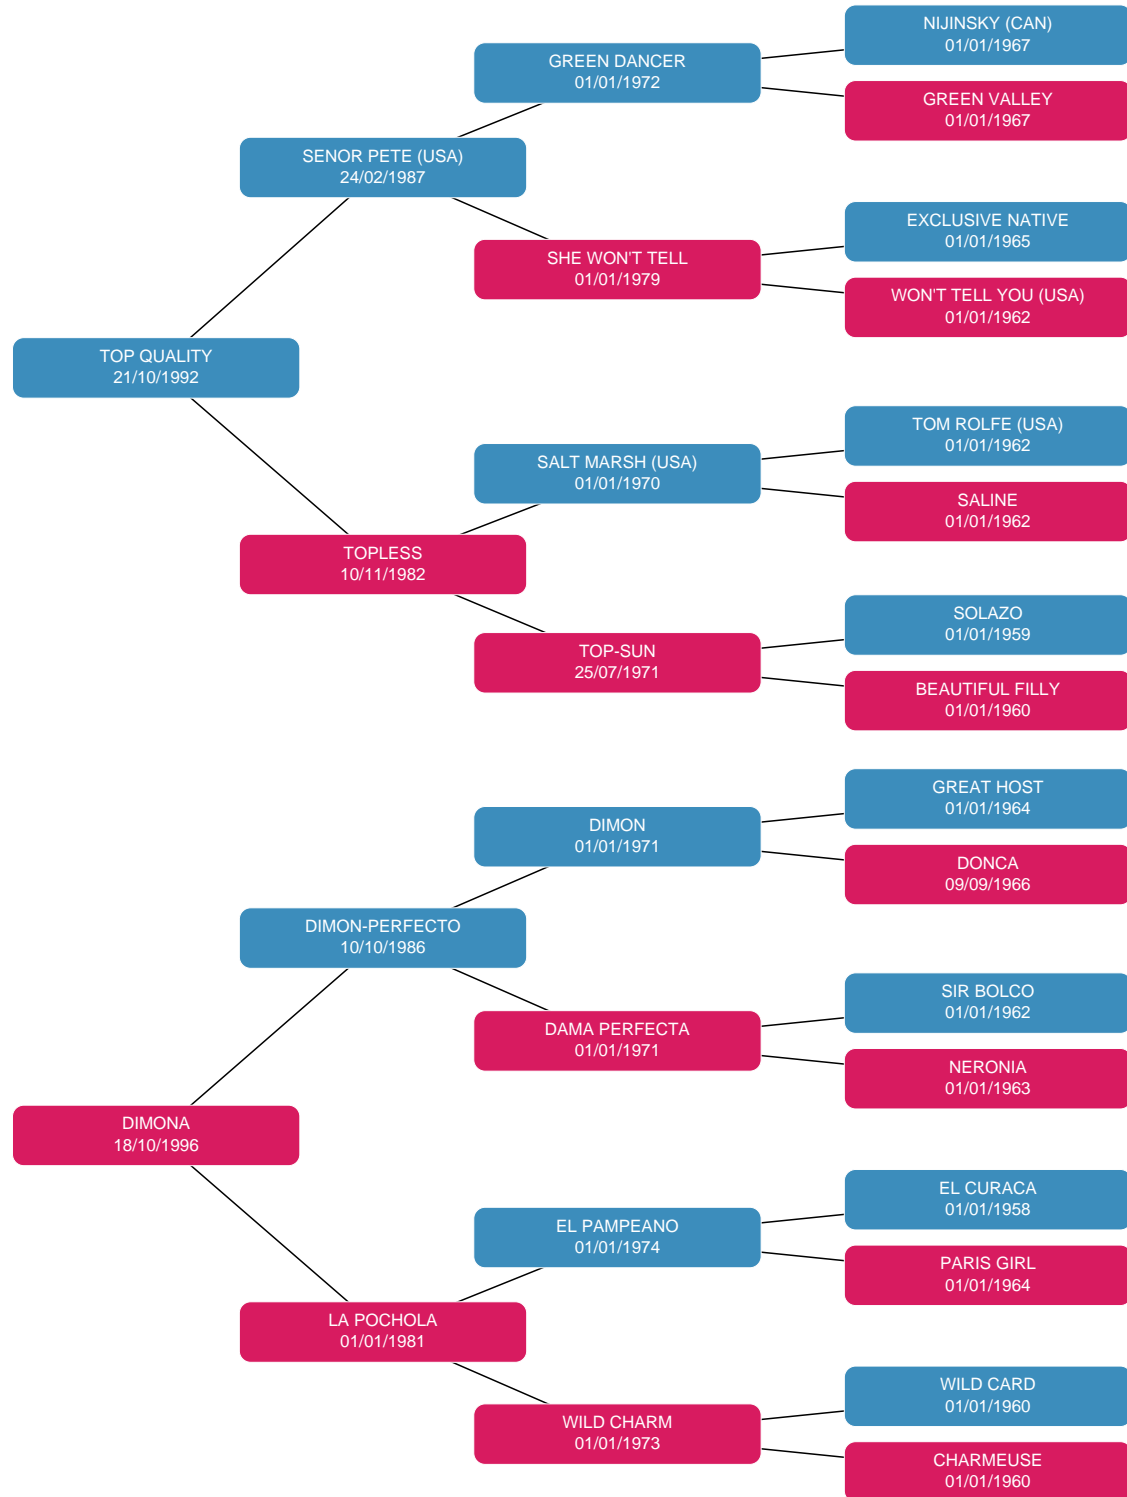 NIJINSKY (CAN)
01/01/1967
GREEN DANCER
01/01/1972
GREEN VALLEY
01/01/1967
SENOR PETE (USA)
24/02/1987
EXCLUSIVE NATIVE
01/01/1965
SHE WON'T TELL
01/01/1979
WON'T TELL YOU (USA)
01/01/1962
TOP QUALITY
21/10/1992
TOM ROLFE (USA)
01/01/1962
SALT MARSH (USA)
01/01/1970
SALINE
01/01/1962
TOPLESS
10/11/1982
SOLAZO
01/01/1959
TOP-SUN
25/07/1971
BEAUTIFUL FILLY
01/01/1960
GREAT HOST
01/01/1964
DIMON
01/01/1971
DONCA
09/09/1966
DIMON-PERFECTO
10/10/1986
SIR BOLCO
01/01/1962
DAMA PERFECTA
01/01/1971
NERONIA
01/01/1963
DIMONA
18/10/1996
EL CURACA
01/01/1958
EL PAMPEANO
01/01/1974
PARIS GIRL
01/01/1964
LA POCHOLA
01/01/1981
WILD CARD
01/01/1960
WILD CHARM
01/01/1973
CHARMEUSE
01/01/1960